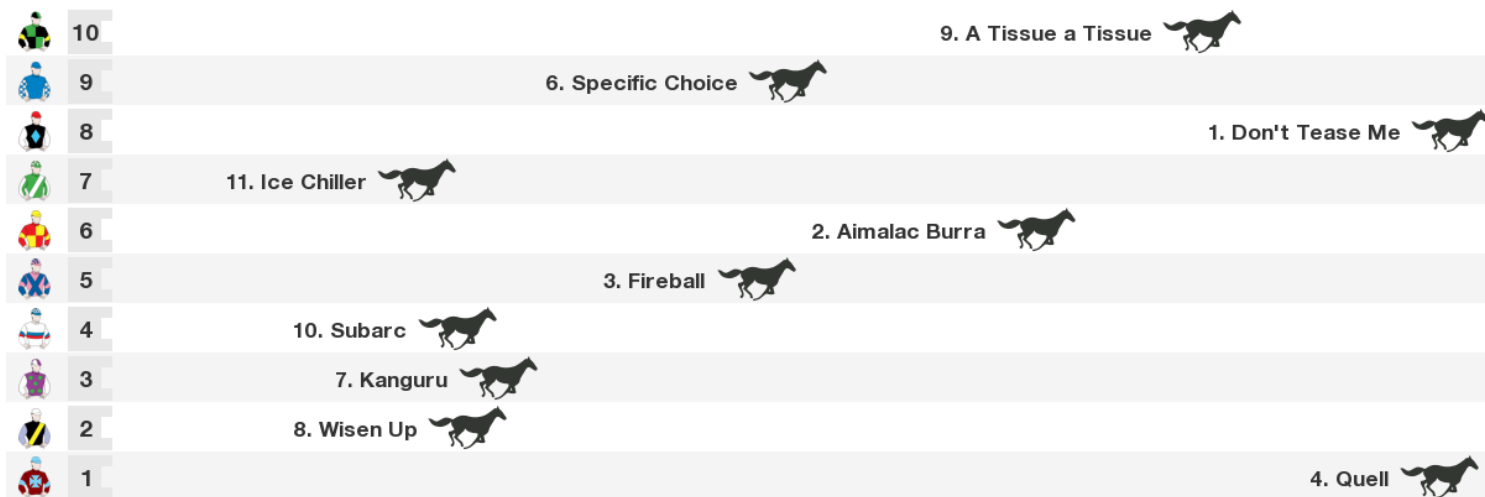 10 9. A Tissue a Tissue
9 6. Specific Choice
8 1. Don't Tease Me
7 11. Ice Chiller
6 2. Aimalac Burra
5 3. Fireball
4 10. Subarc
3 7. Kanguru
2 8. Wisen Up
1 4. Quell